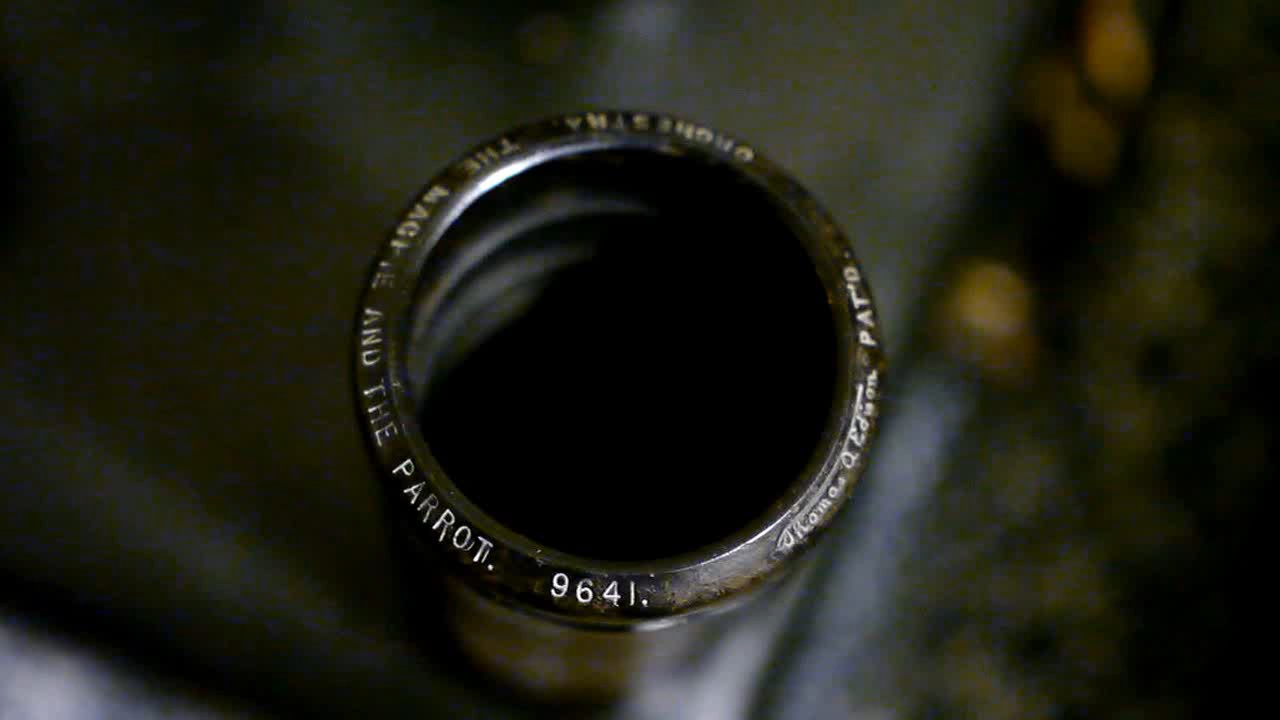 ORCHESTRA. THE MAGPIE AND THE PARROT. 9641.
Thomas A Edison PAT'D.